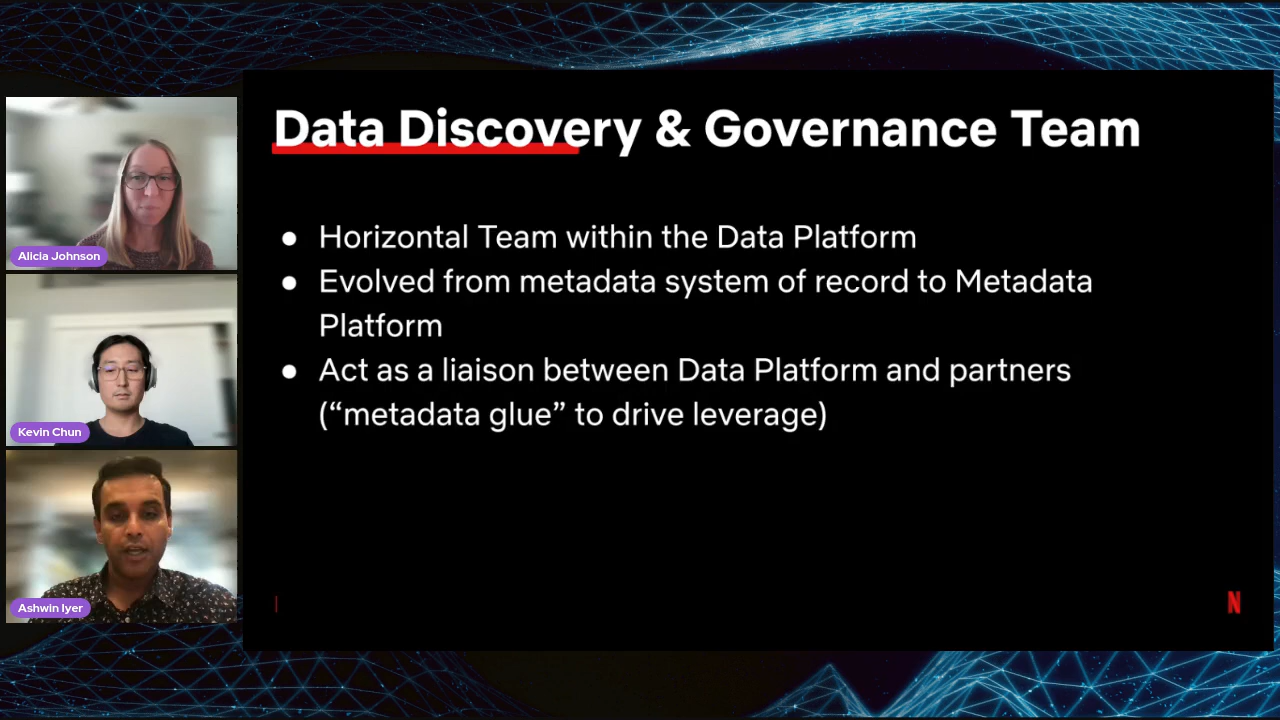 Data Discovery & Governance Team
● Horizontal Team within the Data Platform
● Evolved from metadata system of record to Metadata
Platform
● Act as a liaison between Data Platform and partners
(“metadata glue” to drive leverage)
Alicia Johnson
Kevin Chun
Ashwin Iyer
N